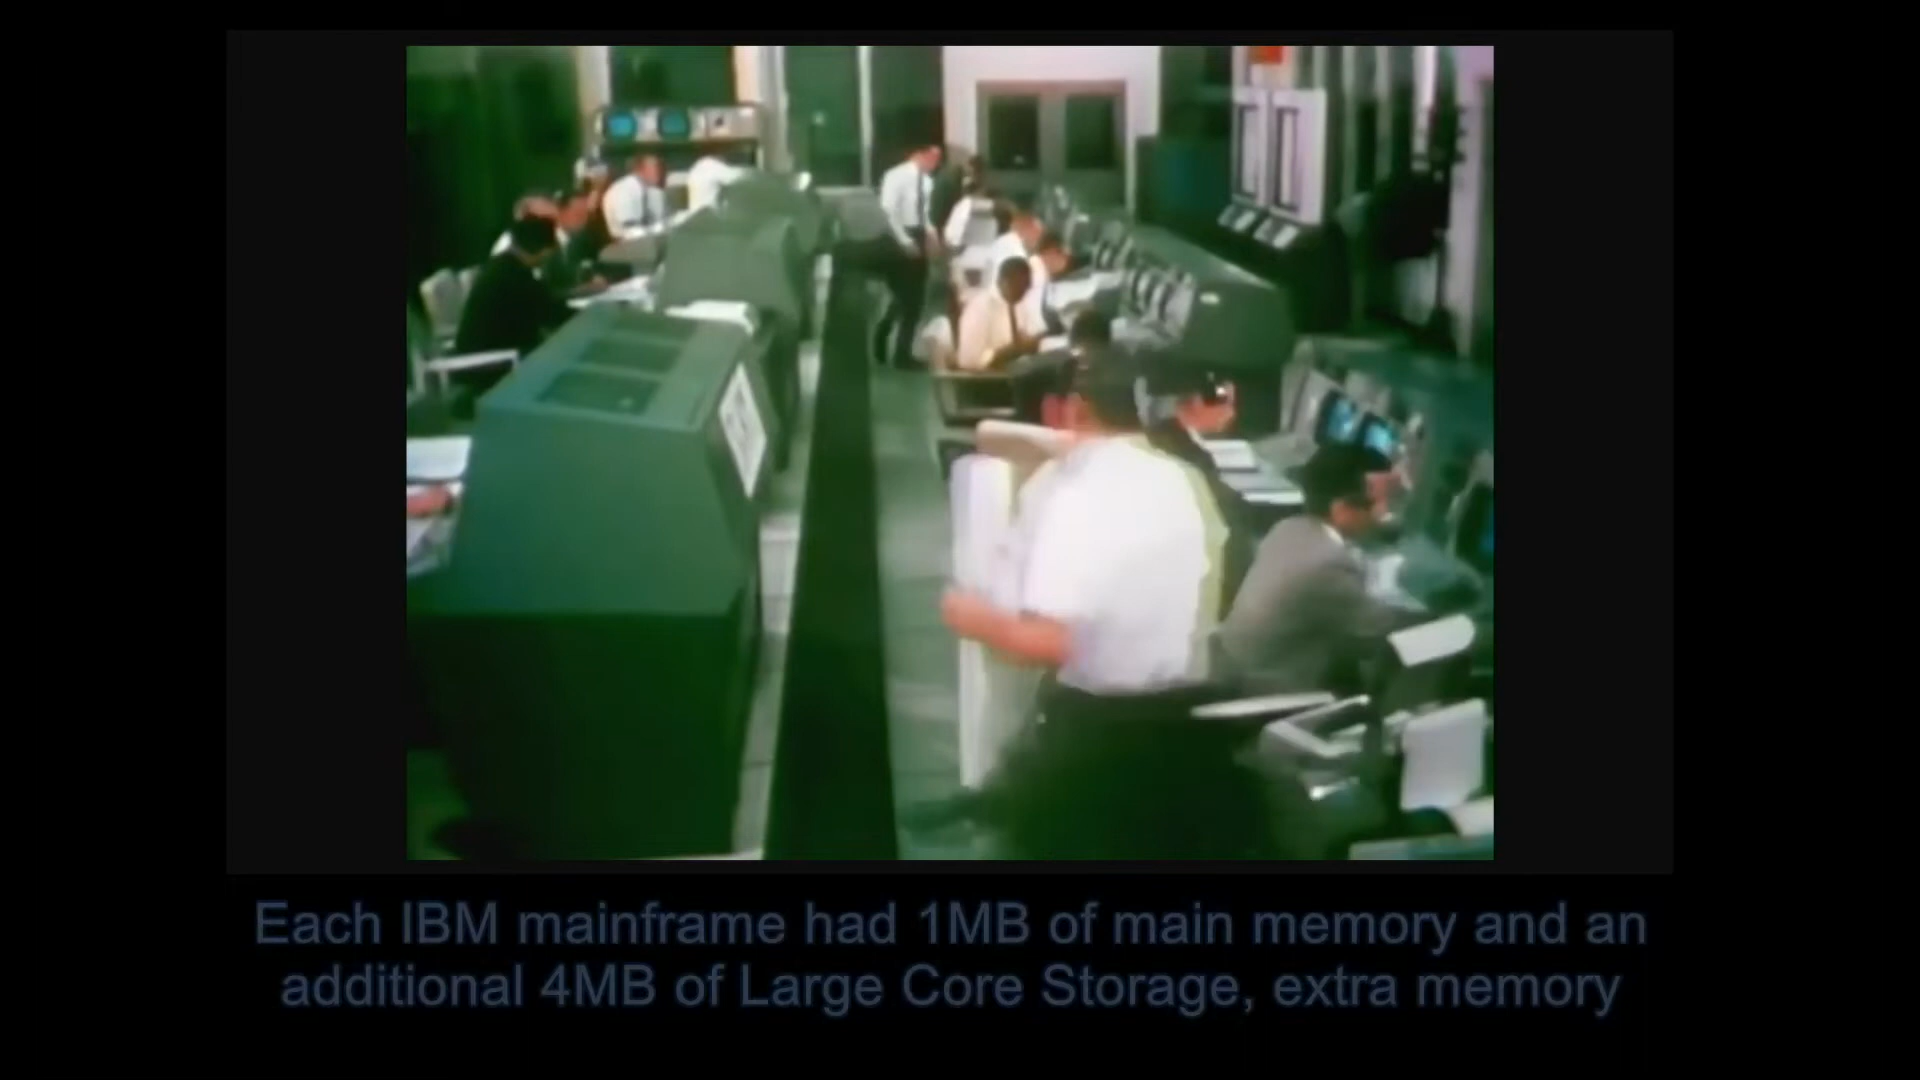 Each IBM mainframe had 1MB of main memory and an
additional 4MB of Large Core Storage, extra memory